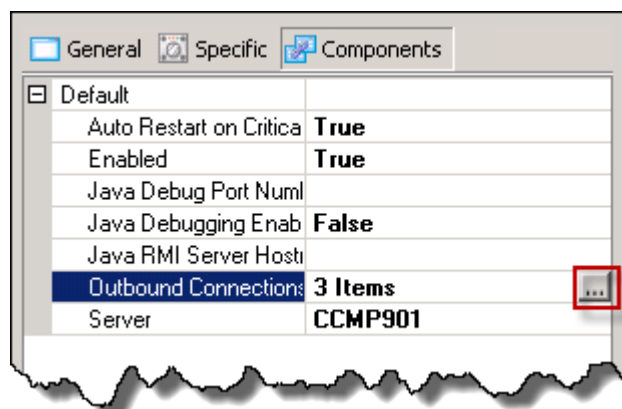 General Specific Components
Default
Auto Restart on Critica True
Enabled True
Java Debug Port Numl
Java Debugging Enab False
Java RMI Server Hostı
Outbound Connections 3 Items ...
Server CCMP901